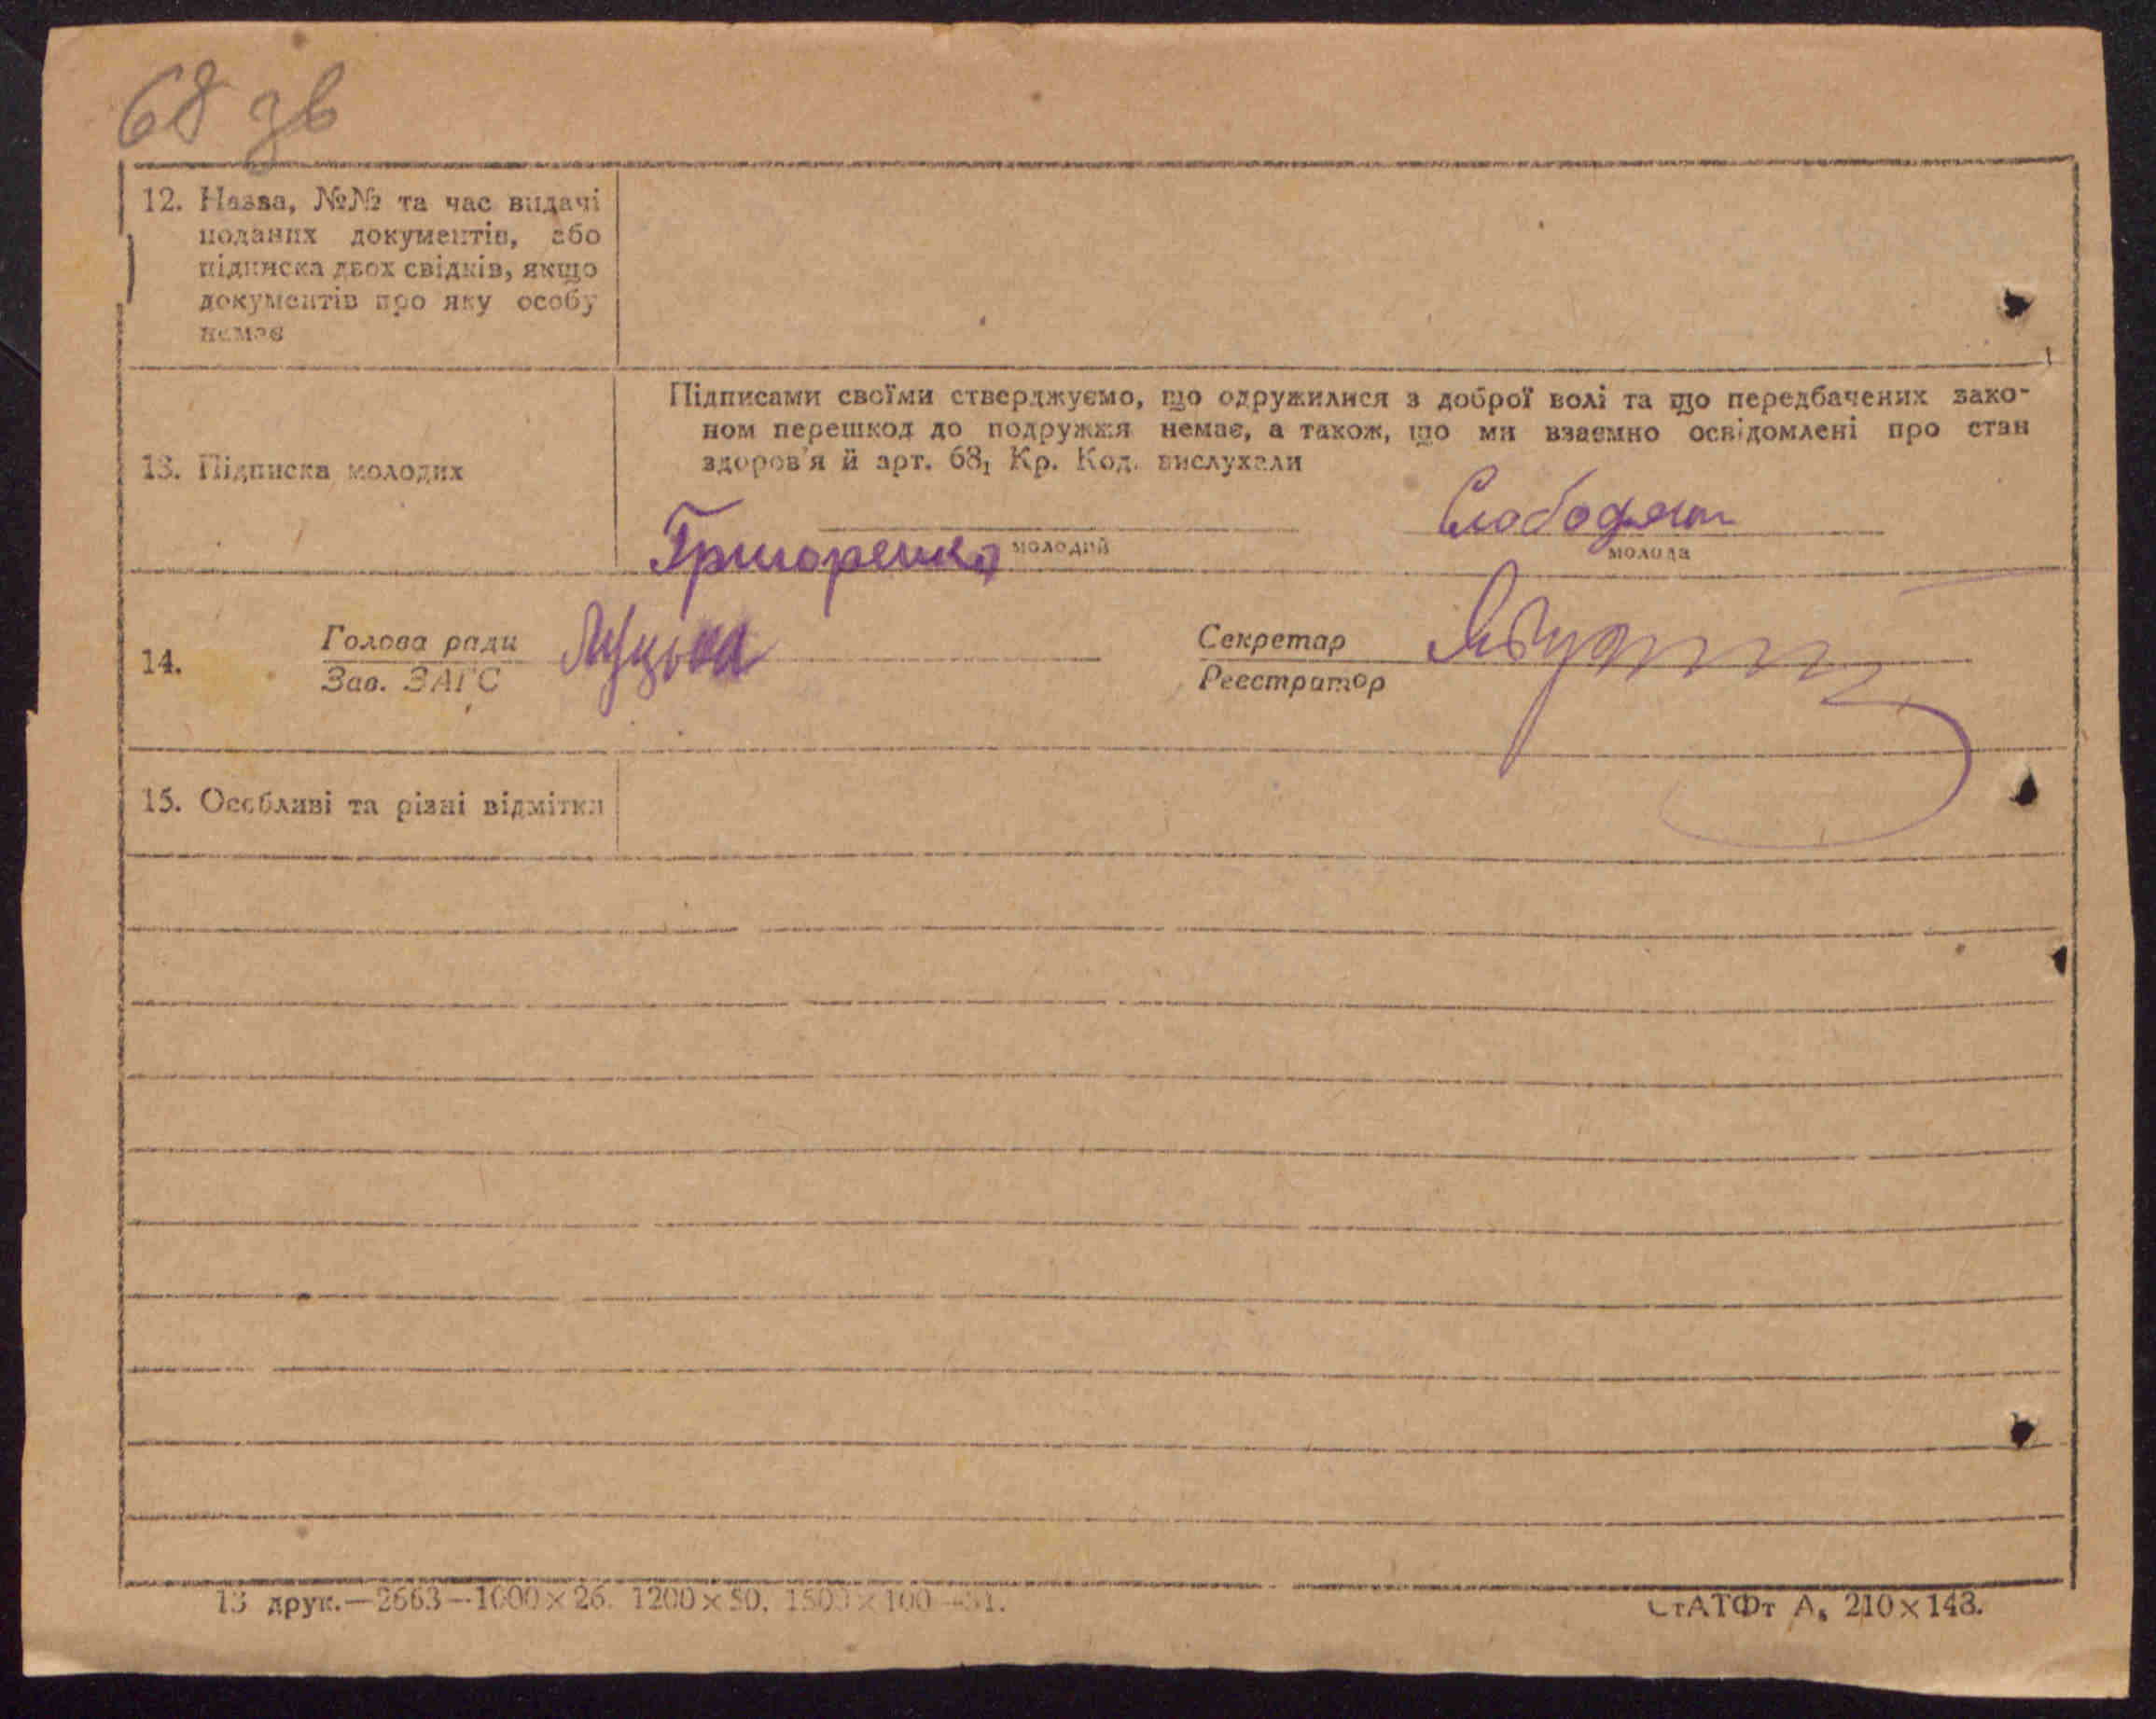 68 зв
12. Назва, №№ та час видачі
поданих документів, або
підписка двох свідків, якщо
документів про яку особу
немає
Підписами своїми стверджуємо, що одружилися з доброї волі та що передбачених зако-
ном перешкод до подружжя немає, а також, що ми взаємно освідомлені про стан
здоров'я й арт. 68₁ Кр. Код. вислухали
13. Підписка молодих
Григоренко молодий
молода
14. Голова ради Секретар
Зав. ЗАГС Реєстратор
15. Особливі та різні відмітки
13 друк.—2663—1000×26. 1200×50, 1500×100—31.
СтАТФт А₅ 210×148.